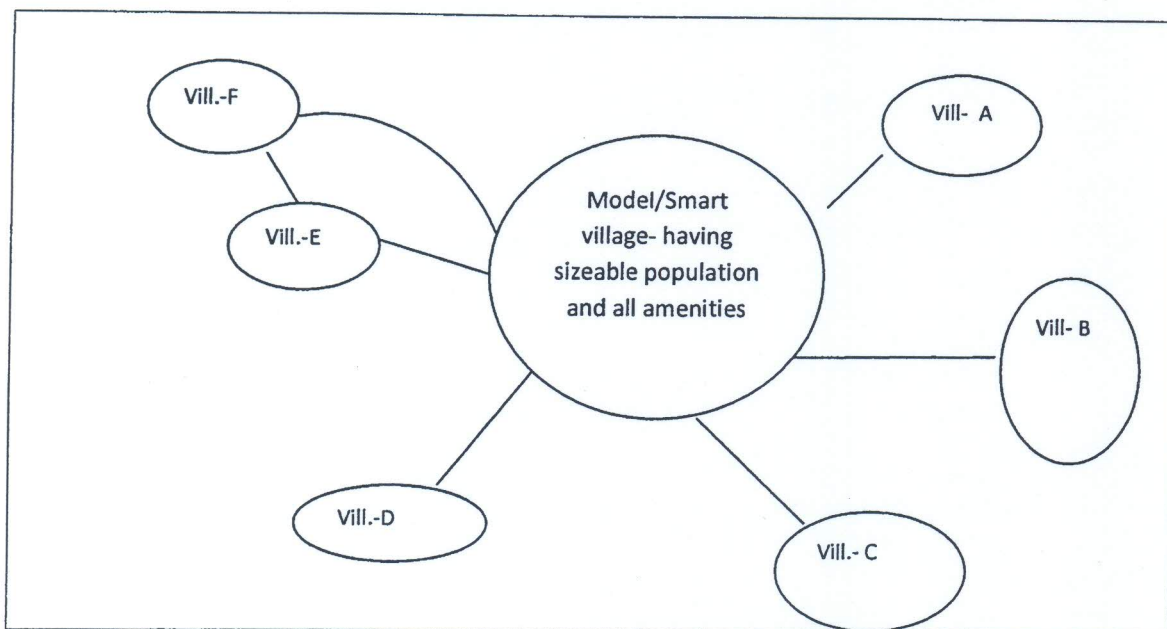 Vill.-F
Vill- A
Model/Smart
village- having
sizeable population
and all amenities
Vill.-E
Vill- B
Vill.-D
Vill.- C